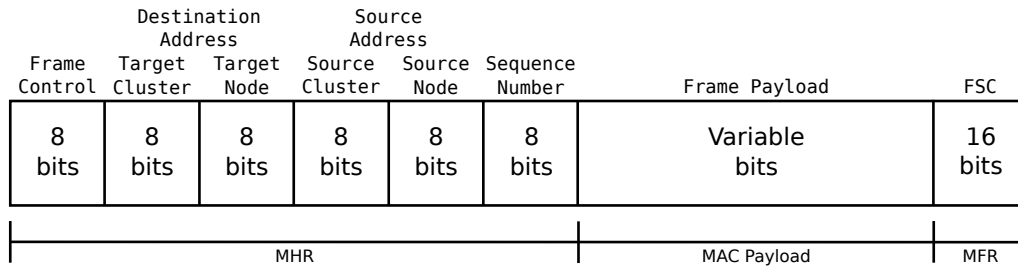 Destination Address
Source Address
Frame Control
Target Cluster
Target Node
Source Cluster
Source Node
Sequence Number
Frame Payload
FSC
8 bits
8 bits
8 bits
8 bits
8 bits
8 bits
Variable bits
16 bits
MHR
MAC Payload
MFR